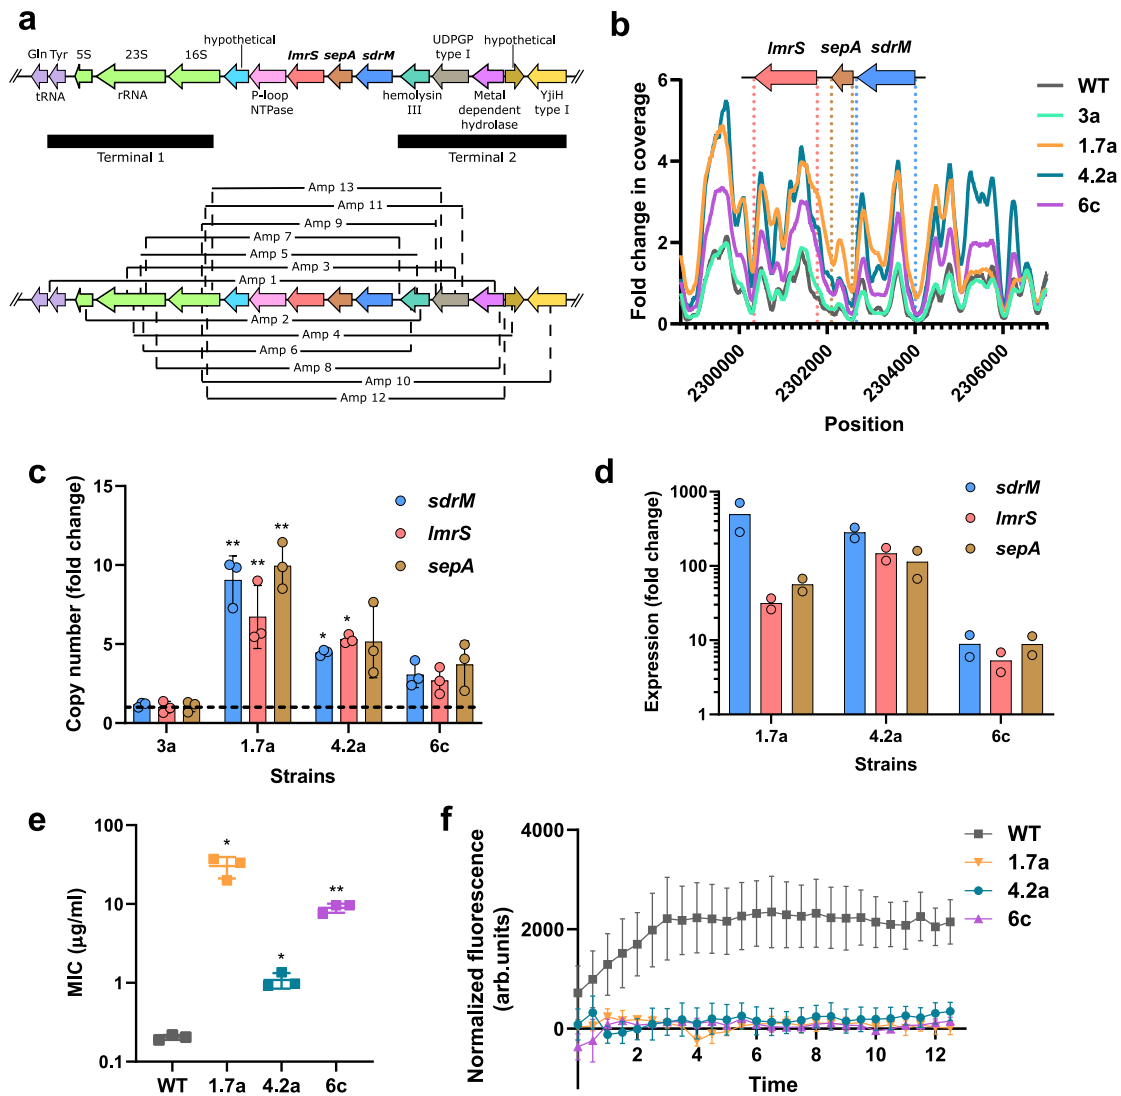 a
hypothetical
UDPGP
type I
hypothetical
Gln Tyr 5S 23S 16S lmrS sepA sdrM
tRNA rRNA P-loop
NTPase
hemolysin
III
Metal
dependent
hydrolase
YjiH
type I
Terminal 1 Terminal 2
Amp 13
Amp 11
Amp 9
Amp 7
Amp 5
Amp 3
Amp 1
Amp 2
Amp 4
Amp 6
Amp 8
Amp 10
Amp 12
b
lmrS sepA sdrM
Fold change in coverage
6
4
2
0
2300000 2302000 2304000 2306000
Position
WT
3a
1.7a
4.2a
6c
c
Copy number (fold change)
15
10
5
0
** ** **
* *
3a 1.7a 4.2a 6c
Strains
sdrM
lmrS
sepA
d
Expression (fold change)
1000
100
10
1
1.7a 4.2a 6c
Strains
sdrM
lmrS
sepA
e
MIC (μg/ml)
100
10
1
0.1
*
*
**
WT 1.7a 4.2a 6c
f
Normalized fluorescence
(arb.units)
4000
2000
0
2 4 6 8 10 12
Time
WT
1.7a
4.2a
6c